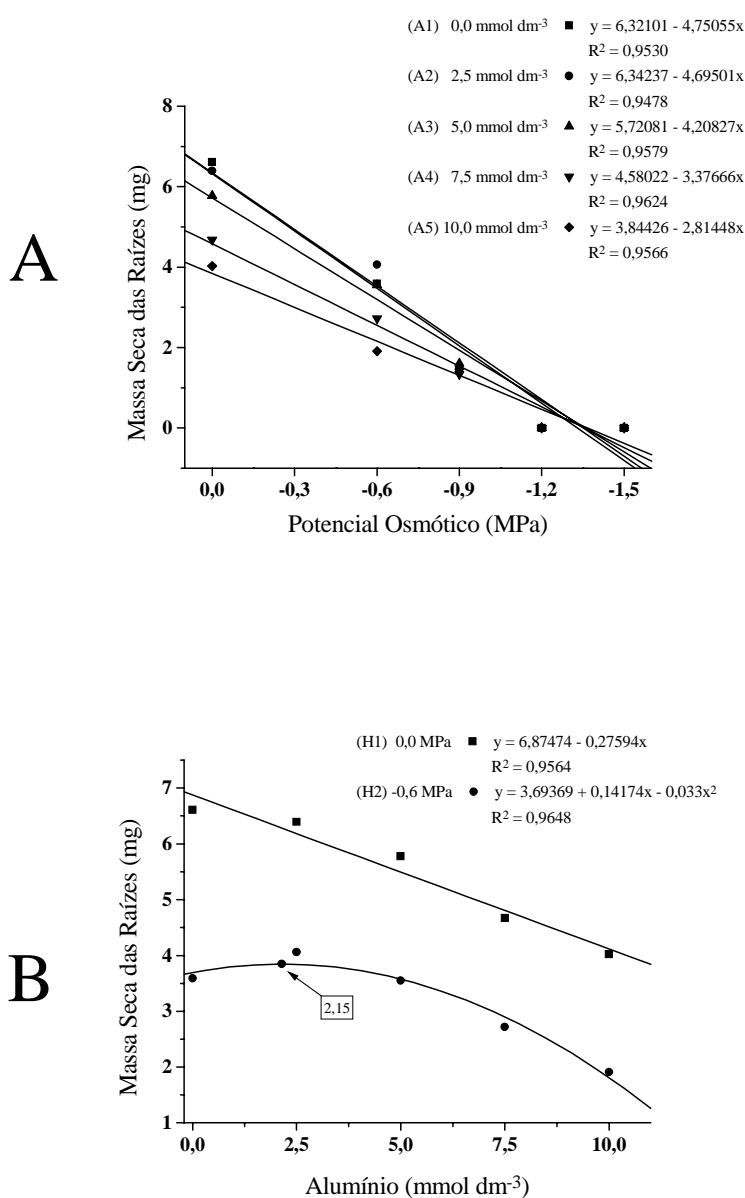 (A1) 0,0 mmol dm-3 ■ y = 6,32101 - 4,75055x
R2 = 0,9530
(A2) 2,5 mmol dm-3 ● y = 6,34237 - 4,69501x
R2 = 0,9478
(A3) 5,0 mmol dm-3 ▲ y = 5,72081 - 4,20827x
R2 = 0,9579
(A4) 7,5 mmol dm-3 ▼ y = 4,58022 - 3,37666x
R2 = 0,9624
(A5) 10,0 mmol dm-3 ◆ y = 3,84426 - 2,81448x
R2 = 0,9566
A
Massa Seca das Raízes (mg)
8
6
4
2
0
0,0 -0,3 -0,6 -0,9 -1,2 -1,5
Potencial Osmótico (MPa)
(H1) 0,0 MPa ■ y = 6,87474 - 0,27594x
R2 = 0,9564
(H2) -0,6 MPa ● y = 3,69369 + 0,14174x - 0,033x2
R2 = 0,9648
B
Massa Seca das Raízes (mg)
7
6
5
4
3
2
1
2,15
0,0 2,5 5,0 7,5 10,0
Alumínio (mmol dm-3)